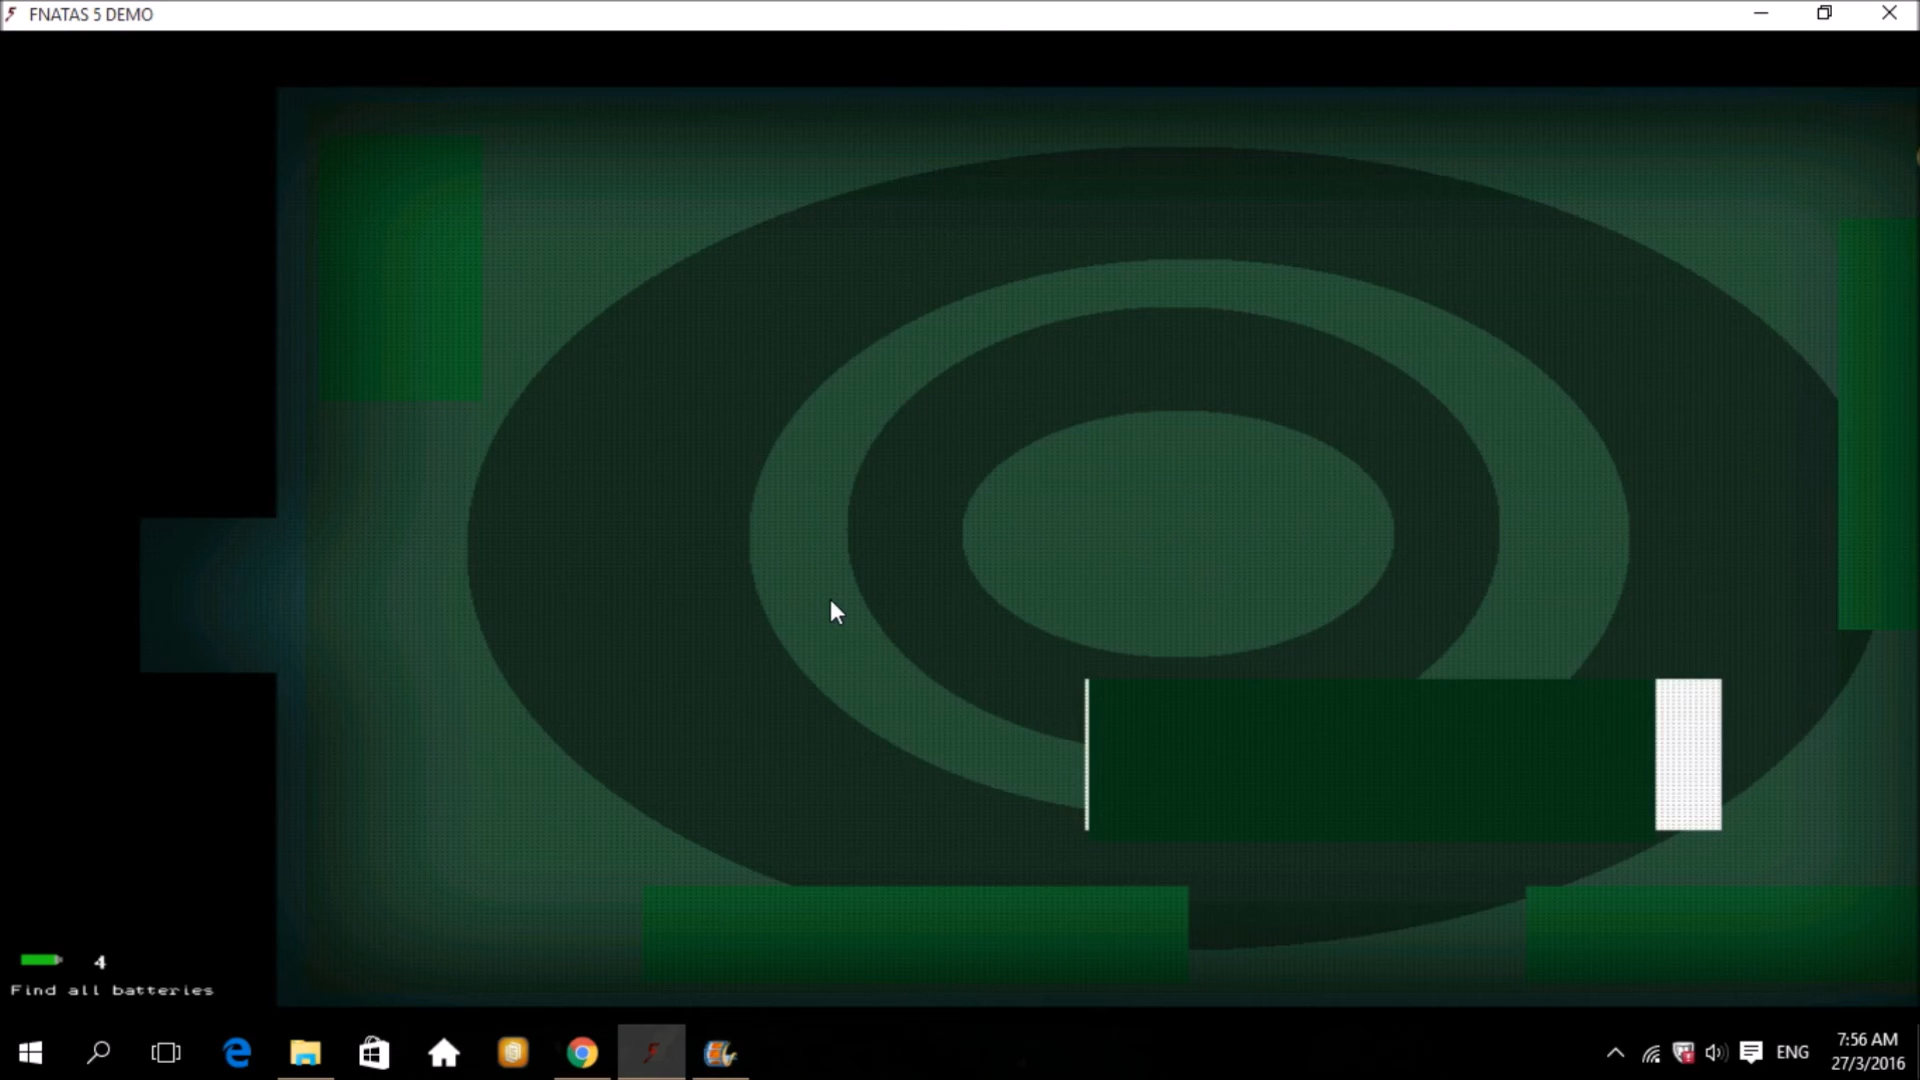 FNATAS 5 DEMO
4
Find all batteries
ENG
7:56 AM
27/3/2016